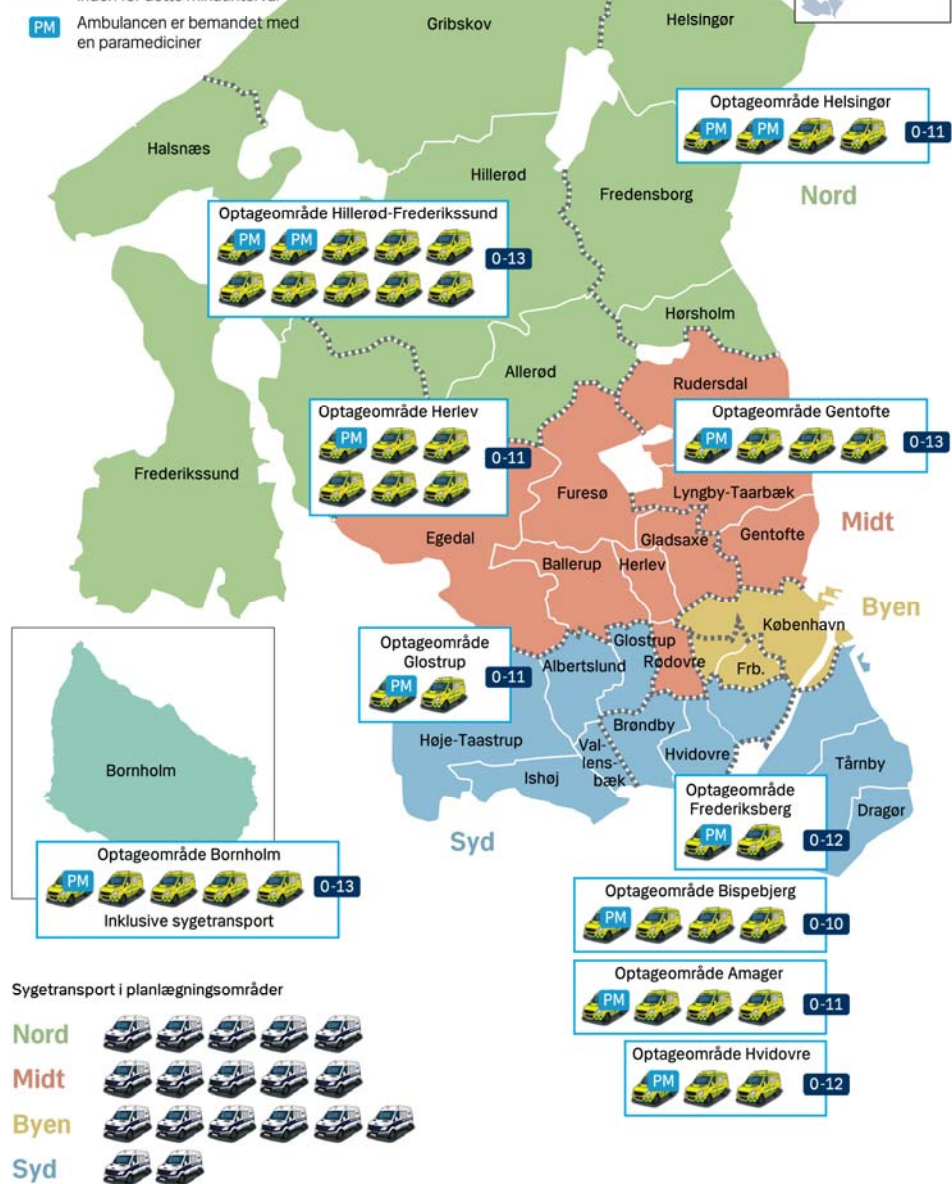 PM
Ambulancen er bemandet med
en paramediciner
Gribskov
Helsingør
Optageområde Helsingør
PM PM
0-11
Halsnæs
Hillerød
Fredensborg
Nord
Optageområde Hillerød-Frederikssund
PM PM
0-13
Hørsholm
Allerød
Rudersdal
Optageområde Herlev
PM
0-11
Optageområde Gentofte
PM
0-13
Frederikssund
Furesø
Lyngby-Taarbæk
Midt
Egedal
Gladsaxe
Gentofte
Ballerup
Herlev
Byen
København
Optageområde
Glostrup
PM
0-11
Glostrup
Albertslund
Rødovre
Frb.
Brøndby
Høje-Taastrup
Hvidovre
Val-
lens-
bæk
Ishøj
Tårnby
Bornholm
Optageområde
Frederiksberg
PM
0-12
Dragør
Syd
Optageområde Bornholm
PM
0-13
Inklusive sygetransport
Optageområde Bispebjerg
PM
0-10
Optageområde Amager
PM
0-11
Optageområde Hvidovre
PM
0-12
Sygetransport i planlægningsområder
Nord
Midt
Byen
Syd